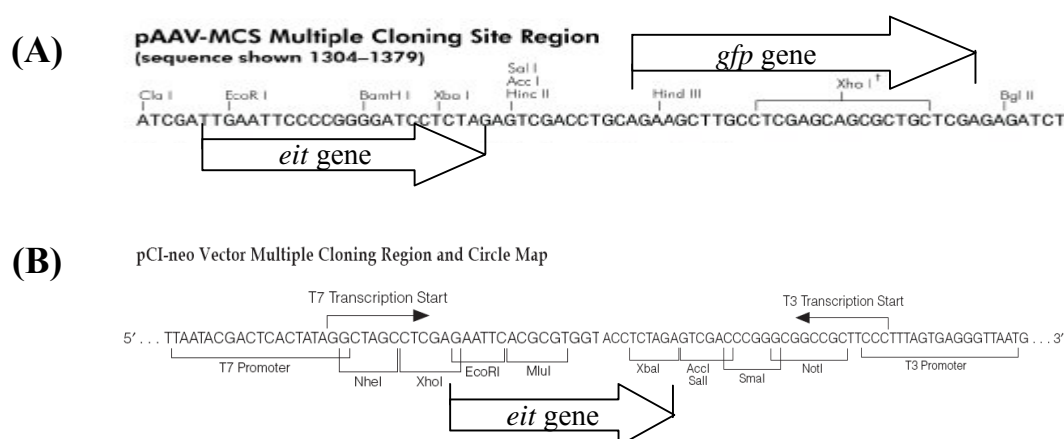 (A)
pAAV-MCS Multiple Cloning Site Region
(sequence shown 1304–1379)
gfp gene
Sal I
Acc I
Cla I EcoR I BamH I Xba I Hinc II Hind III Xho I † Bgl II
ATCGATTGAATTCCCCGGGGATCCTCTAGAGTCGACCTGCAGAAGCTTGCCTCGAGCAGCGCTGCTCGAGAGATCT
eit gene
(B)
pCI-neo Vector Multiple Cloning Region and Circle Map
T7 Transcription Start T3 Transcription Start
5′ . . . TTAATACGACTCACTATAGGCTAGCCTCGAGAATTCACGCGTGGTACCTCTAGAGTCGACCCGGGCGGCCGCTTCCCTTTAGTGAGGGTTAATG . . . 3′
T7 Promoter NheI XhoI EcoRI MluI XbaI AccI SmaI NotI T3 Promoter
SalI
eit gene